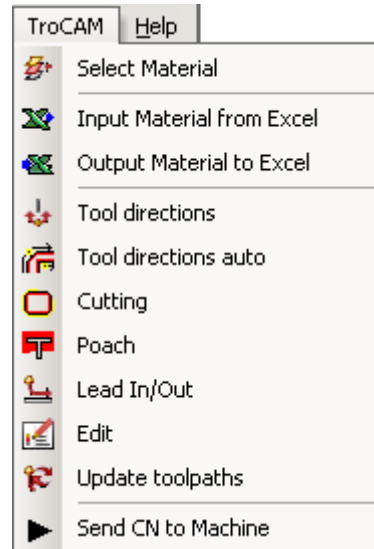 TroCAM Help
Select Material
Input Material from Excel
Output Material to Excel
Tool directions
Tool directions auto
Cutting
Poach
Lead In/Out
Edit
Update toolpaths
Send CN to Machine